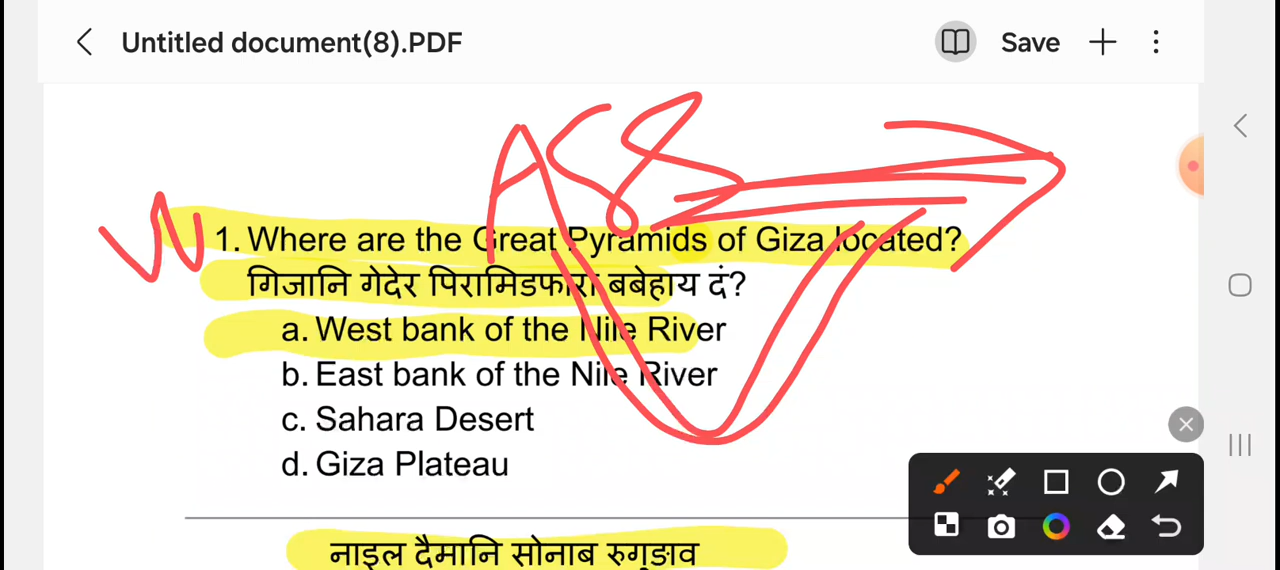 Untitled document(8).PDF
Save
ASS
1. Where are the Great Pyramids of Giza located?
गिजानि गेदेर पिरामिडफोरा बबेहाय दं?
a. West bank of the Nile River
b. East bank of the Nile River
c. Sahara Desert
d. Giza Plateau
नाइल दैमानि सोनाब रुगुङाव